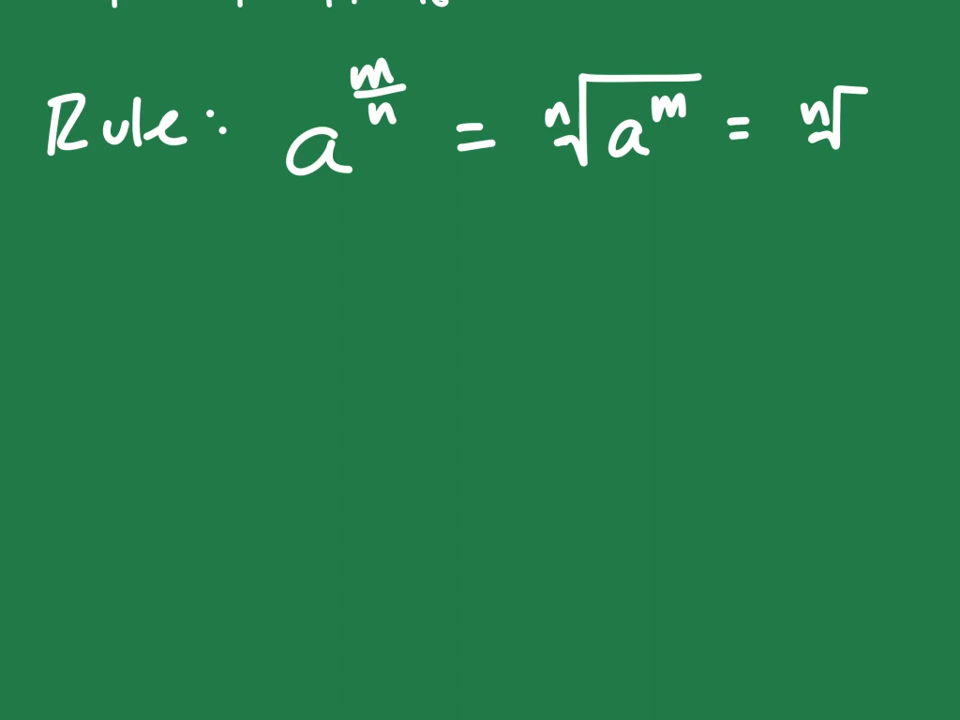 Rule: a^(m/n) = ⁿ√(a^m) = ⁿ√